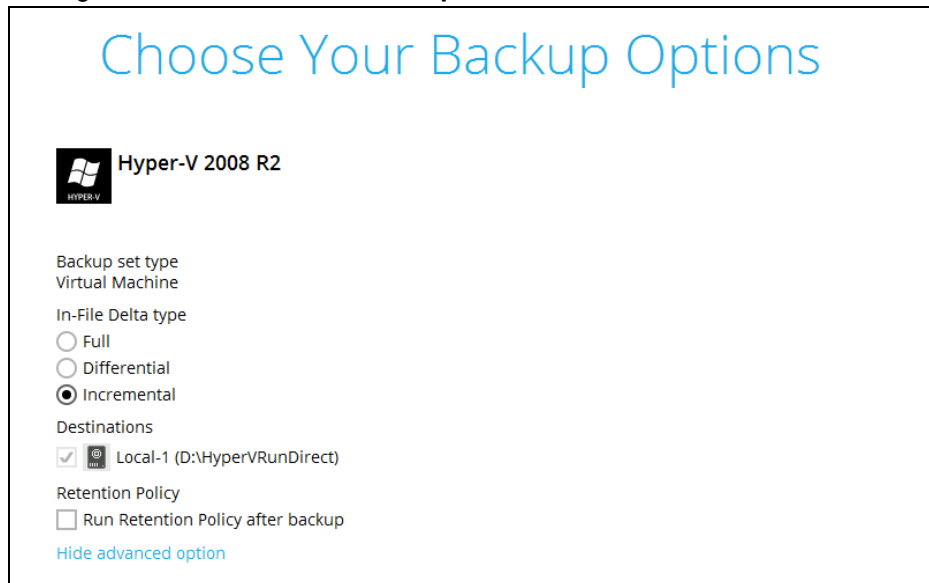 Choose Your Backup Options
Hyper-V 2008 R2
HYPER-V
Backup set type
Virtual Machine
In-File Delta type
Full
Differential
Incremental
Destinations
Local-1 (D:\HyperVRunDirect)
Retention Policy
Run Retention Policy after backup
Hide advanced option